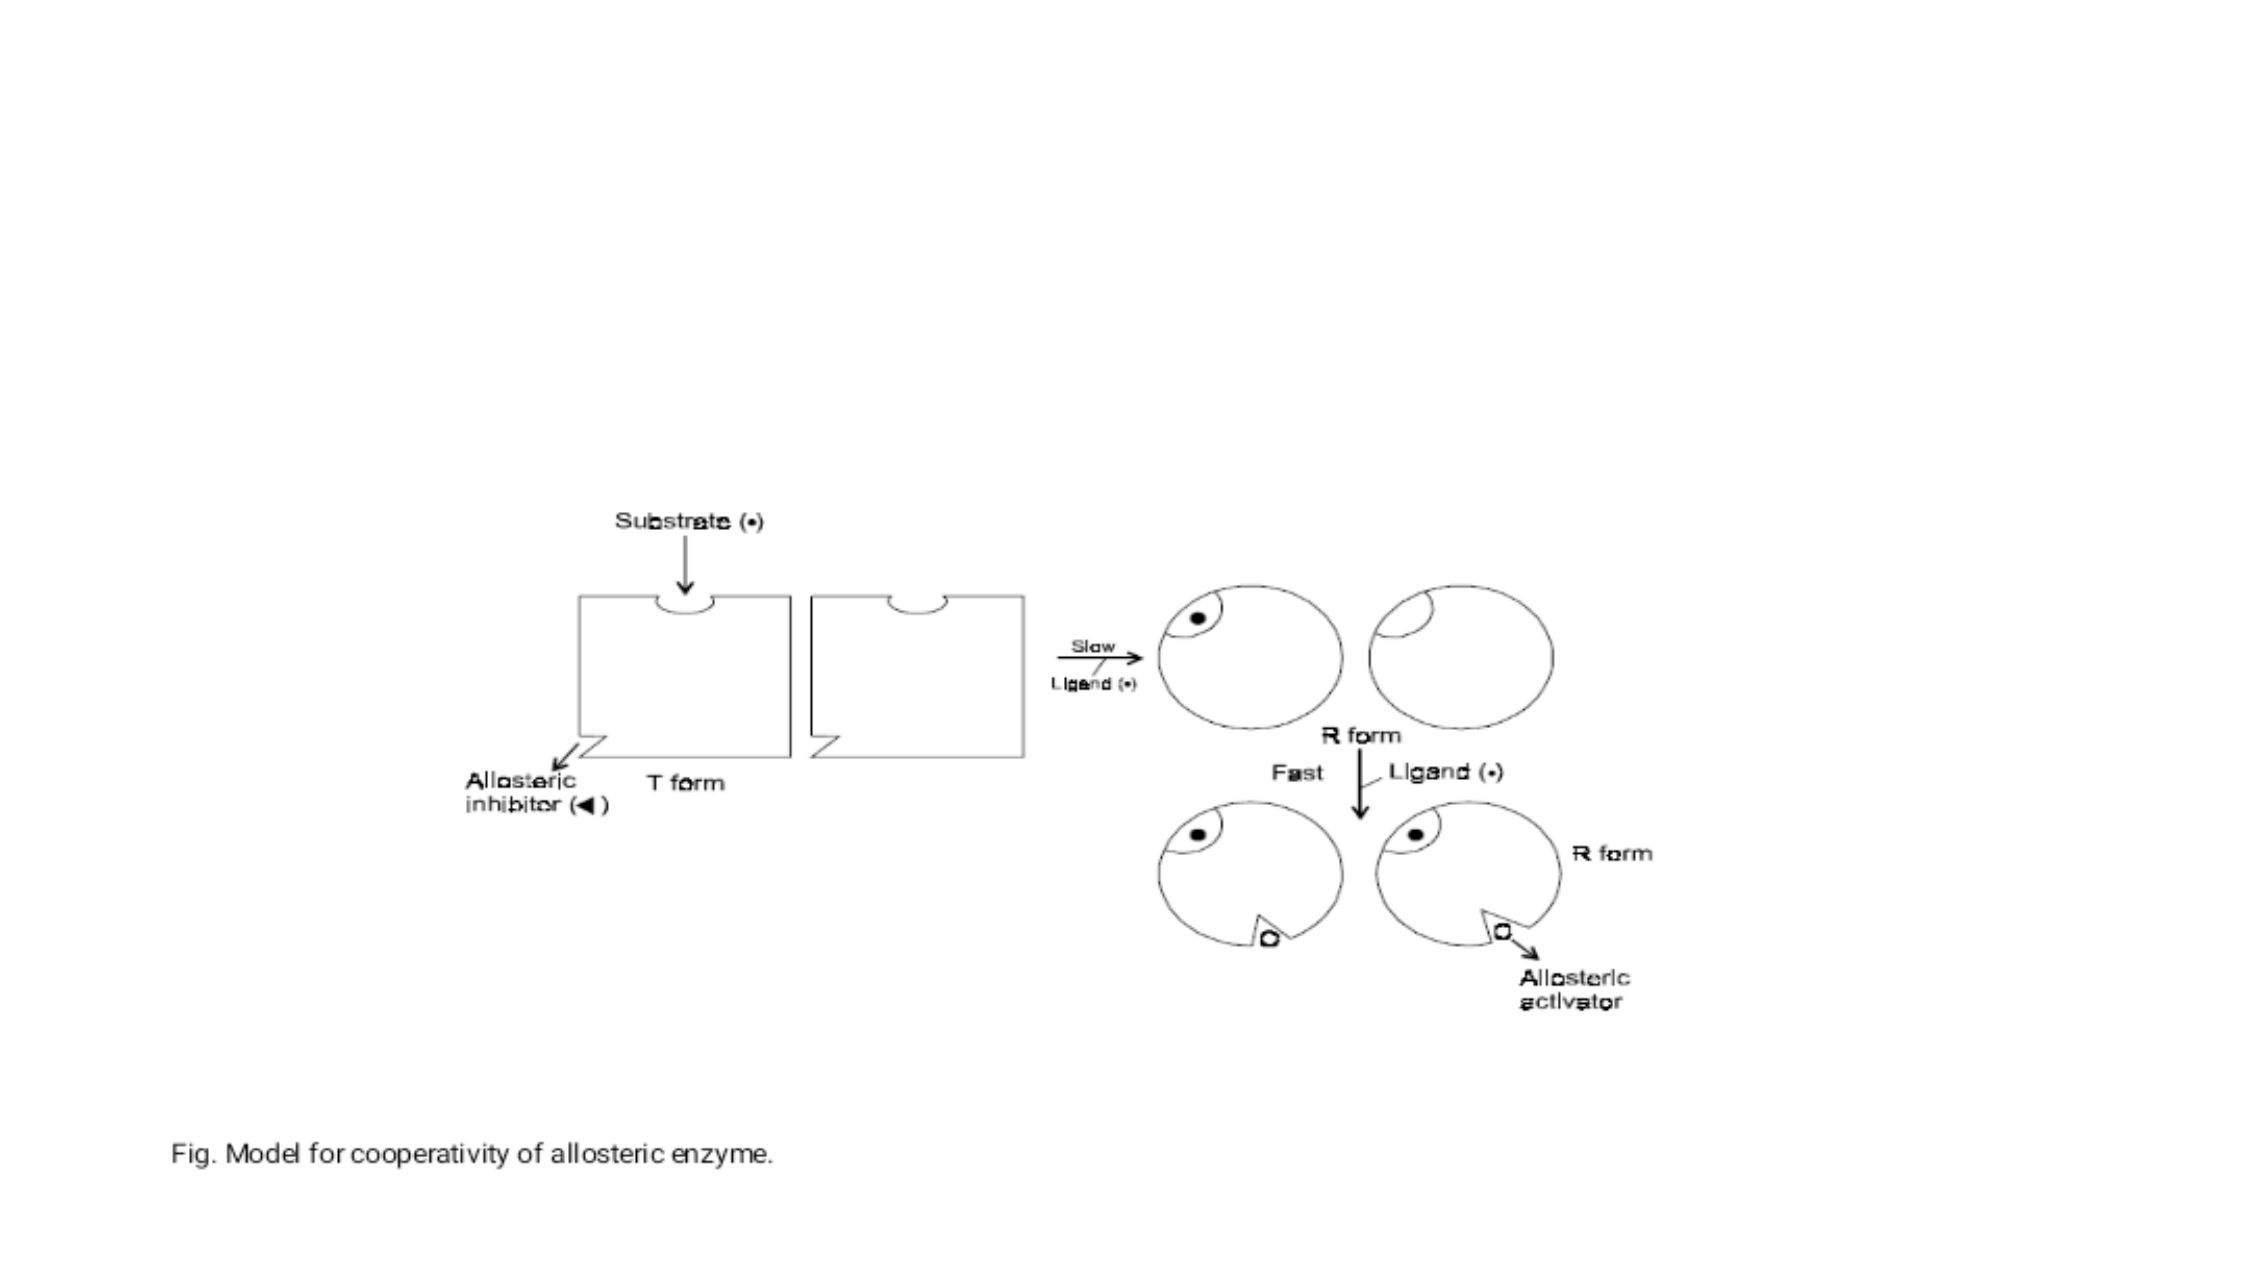 Substrate (•)
Slow
Ligand (•)
R form
Allosteric
inhibitor (◀)
T form
Fast
Ligand (•)
R form
Allosteric
activator
Fig. Model for cooperativity of allosteric enzyme.